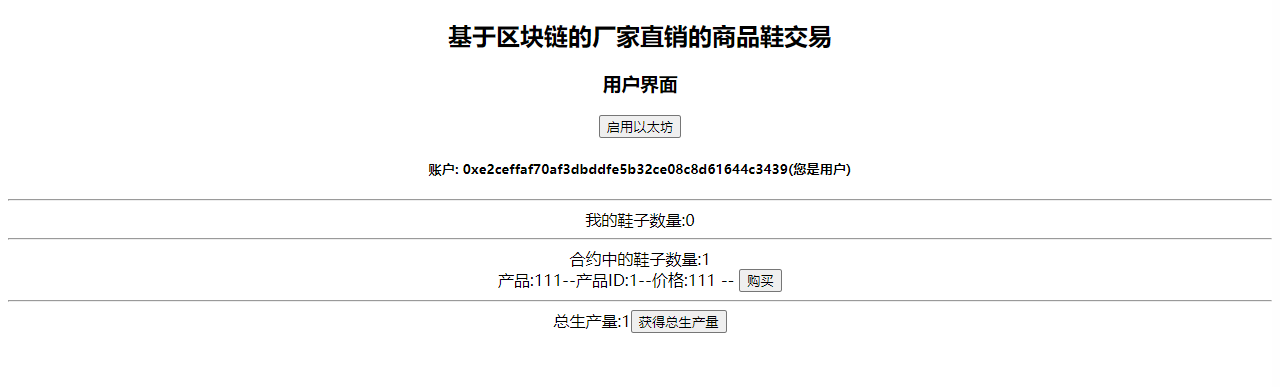 基于区块链的厂家直销的商品鞋交易
用户界面
启用以太坊
账户: 0xe2ceffaf70af3dbddfe5b32ce08c8d61644c3439(您是用户)
我的鞋子数量:0
合约中的鞋子数量:1
产品:111--产品ID:1--价格:111 -- 购买
总生产量:1获得总生产量